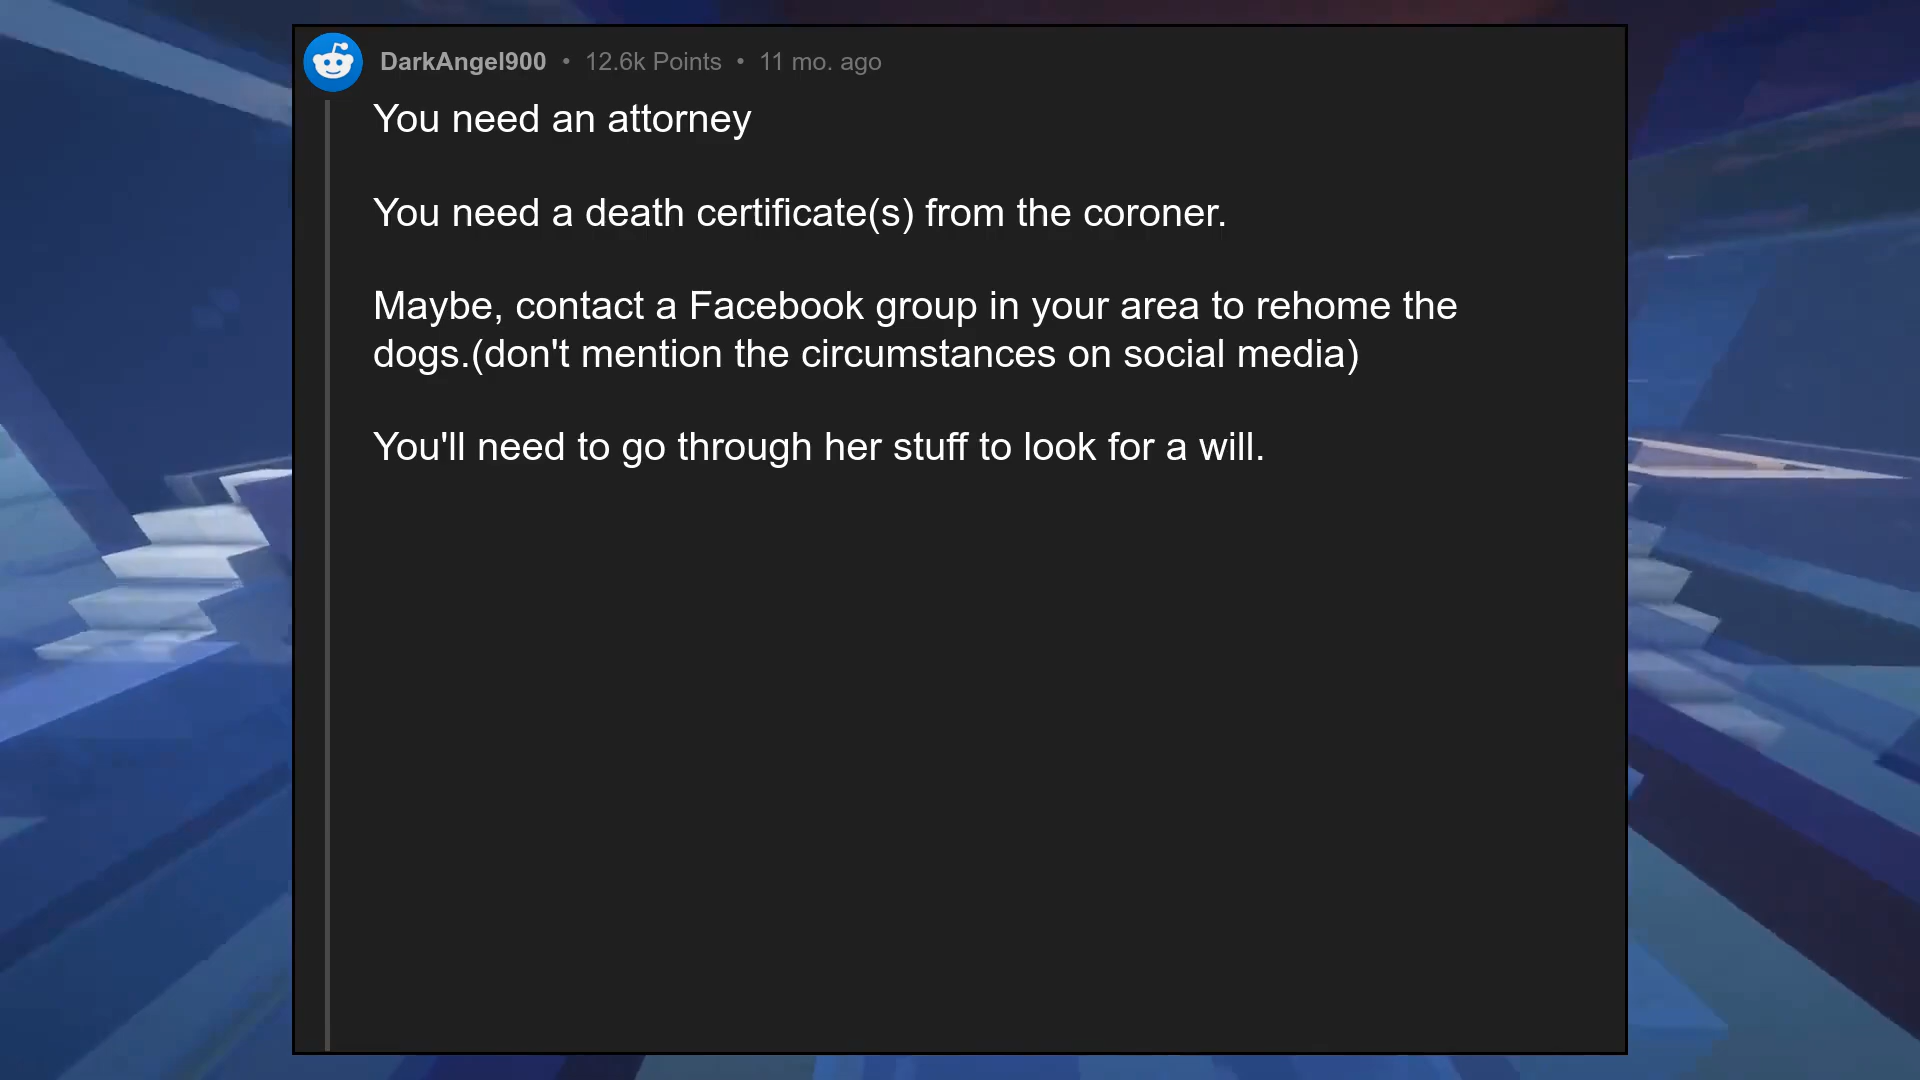 DarkAngel900 • 12.6k Points • 11 mo. ago
You need an attorney
You need a death certificate(s) from the coroner.
Maybe, contact a Facebook group in your area to rehome the
dogs.(don't mention the circumstances on social media)
You'll need to go through her stuff to look for a will.